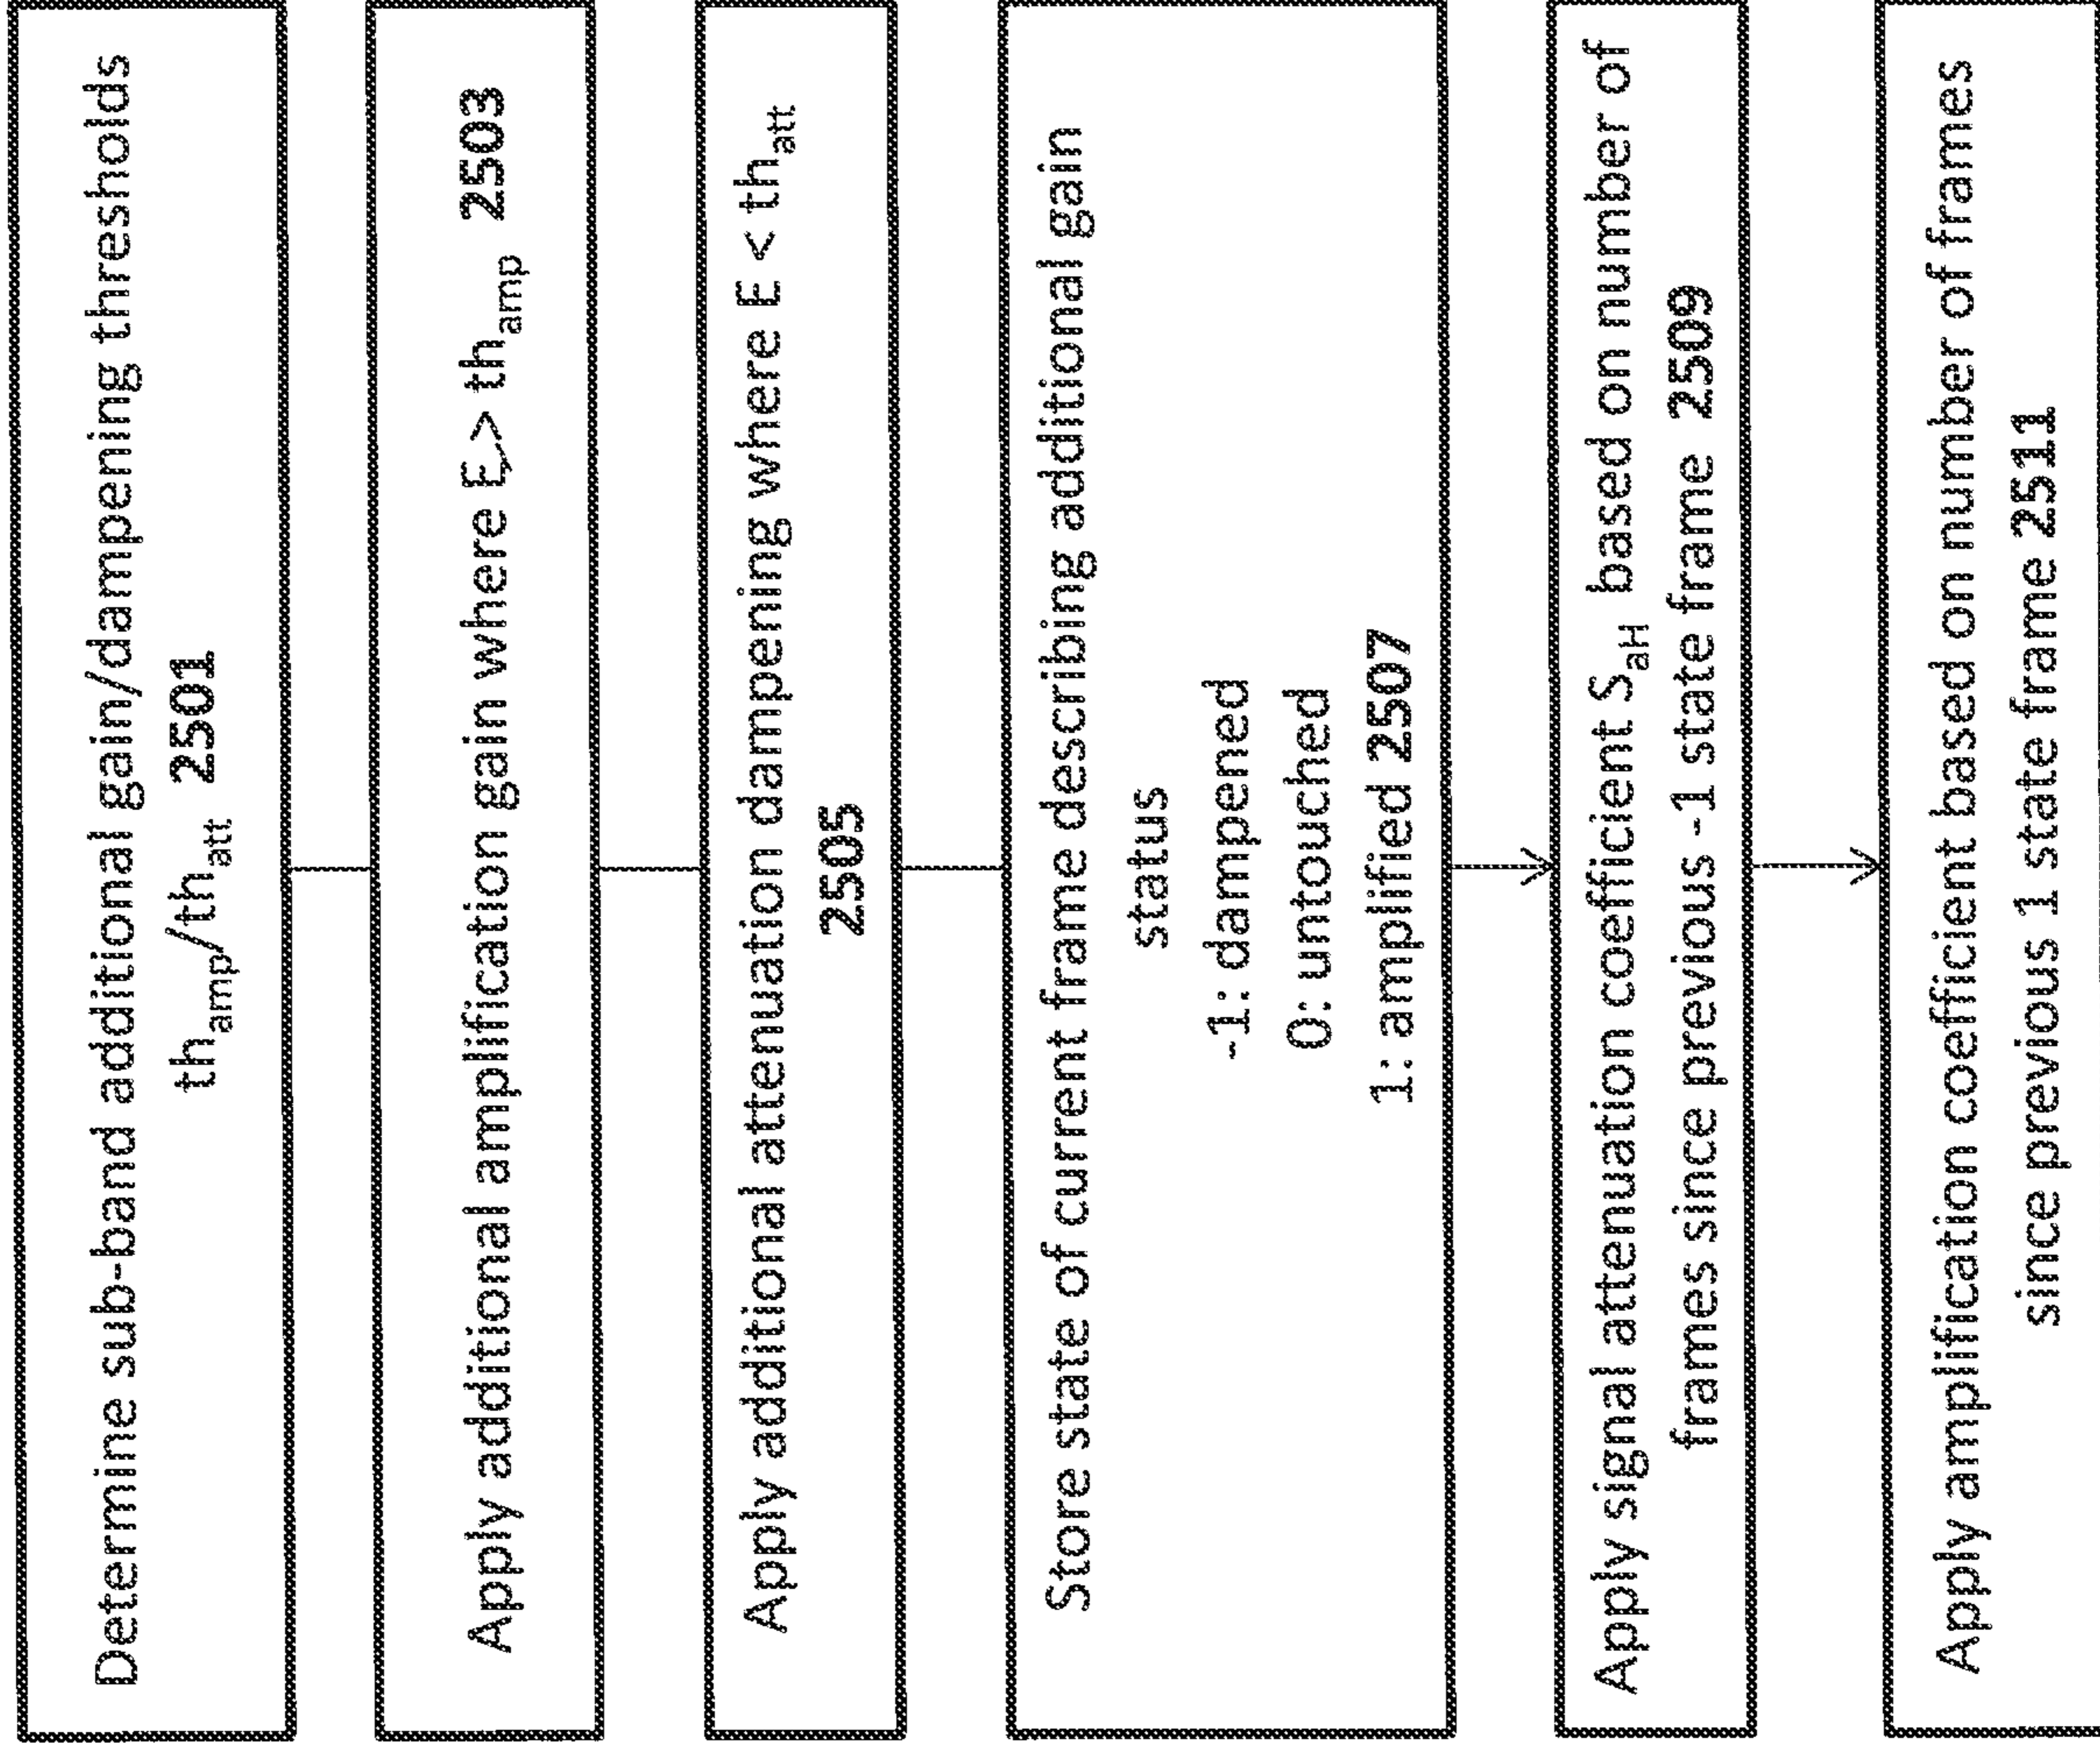 Determine sub-band additional gain/dampening thresholds
th_amp/th_att 2501
Apply additional amplification gain where E > th_amp 2503
Apply additional attenuation dampening where E < th_att
2505
Store state of current frame describing additional gain
status
-1: dampened
0: untouched
1: amplified 2507
Apply signal attenuation coefficient S_aH based on number of
frames since previous -1 state frame 2509
Apply amplification coefficient based on number of frames
since previous 1 state frame 2511